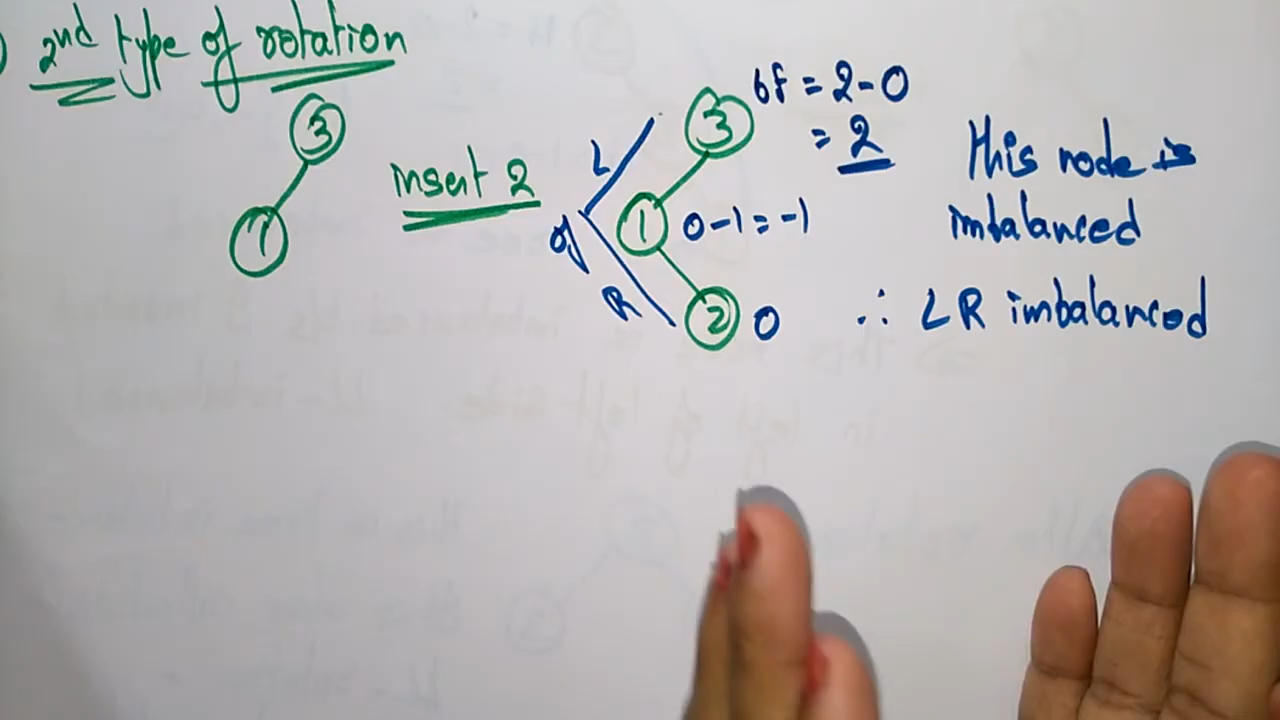 ) 2nd type of rotation
3
1
insert 2
L
of
R
3
bf = 2-0
= 2
1 0-1=-1
2 0
this node is
imbalanced
∴ LR imbalanced